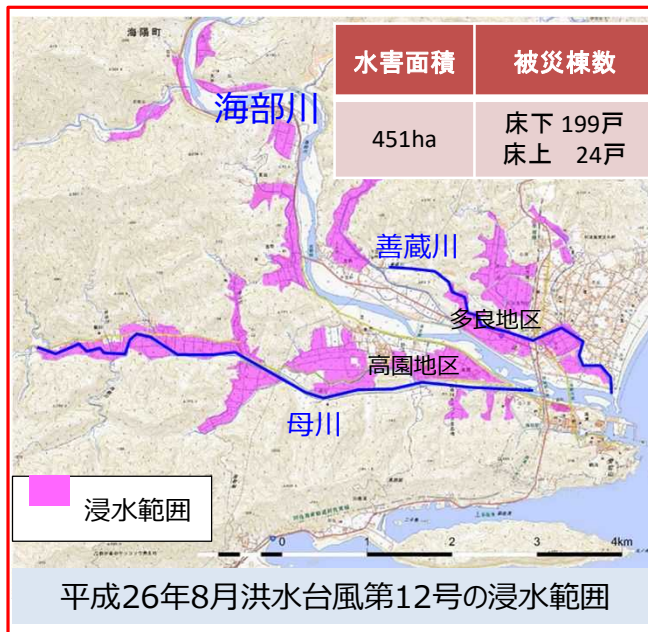 海陽町
水害面積 被災棟数
451ha
床下 199戸
床上 24戸
海部川
善蔵川
多良地区
高園地区
母川
浸水範囲
0 1 2 3 4km
平成26年8月洪水台風第12号の浸水範囲